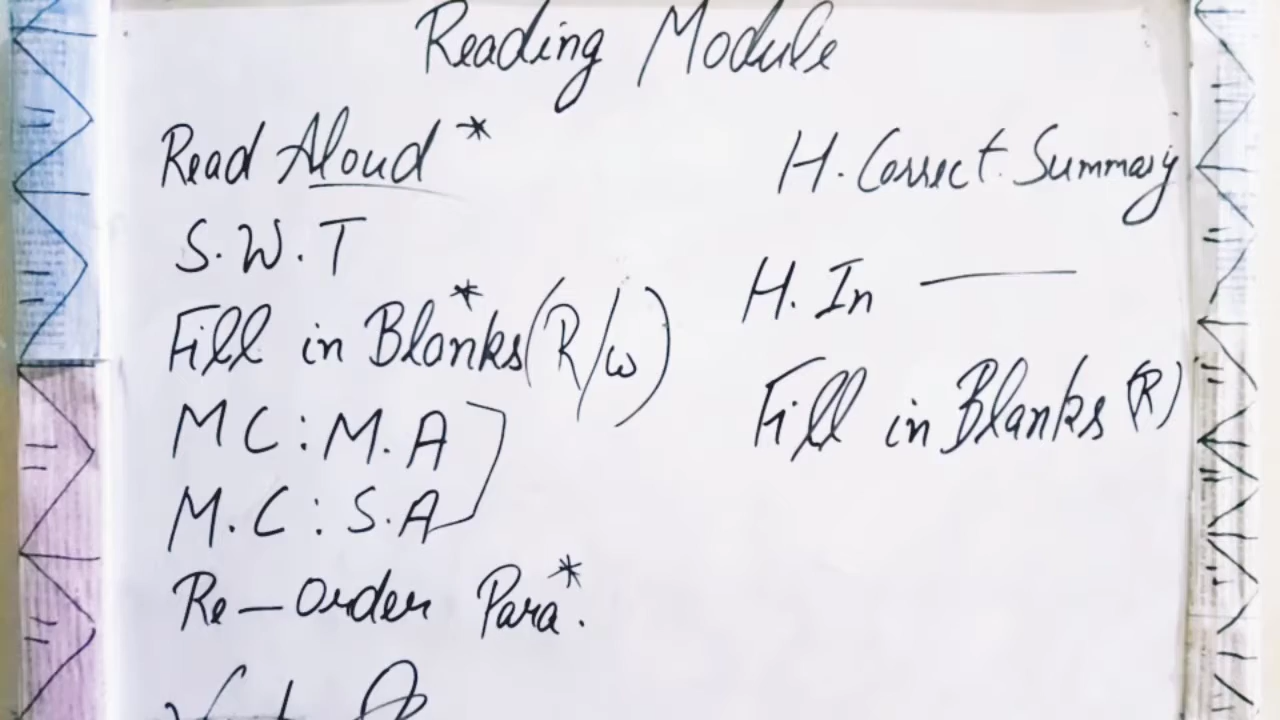 Reading Module
Read Aloud *
S.W.T
Fill in Blanks * (R/W)
MC : M.A
M.C : S.A
Re-Order Para * .
H. Correct Summary
H. In —
Fill in Blanks (R)